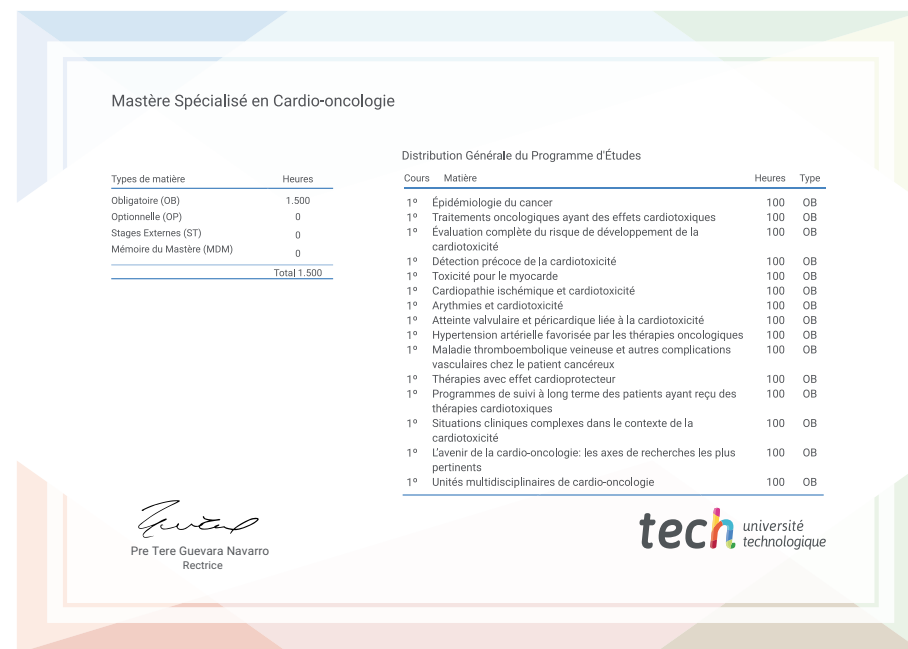 Mastère Spécialisé en Cardio-oncologie
Types de matière Heures
Obligatoire (OB) 1.500
Optionnelle (OP) 0
Stages Externes (ST) 0
Mémoire du Mastère (MDM) 0
Total 1.500
Distribution Générale du Programme d'Études
Cours Matière Heures Type
1º Épidémiologie du cancer 100 OB
1º Traitements oncologiques ayant des effets cardiotoxiques 100 OB
1º Évaluation complète du risque de développement de la 100 OB
cardiotoxicité
1º Détection précoce de la cardiotoxicité 100 OB
1º Toxicité pour le myocarde 100 OB
1º Cardiopathie ischémique et cardiotoxicité 100 OB
1º Arythmies et cardiotoxicité 100 OB
1º Atteinte valvulaire et péricardique liée à la cardiotoxicité 100 OB
1º Hypertension artérielle favorisée par les thérapies oncologiques 100 OB
1º Maladie thromboembolique veineuse et autres complications 100 OB
vasculaires chez le patient cancéreux
1º Thérapies avec effet cardioprotecteur 100 OB
1º Programmes de suivi à long terme des patients ayant reçu des 100 OB
thérapies cardiotoxiques
1º Situations cliniques complexes dans le contexte de la 100 OB
cardiotoxicité
1º L'avenir de la cardio-oncologie: les axes de recherches les plus 100 OB
pertinents
1º Unités multidisciplinaires de cardio-oncologie 100 OB
Pre Tere Guevara Navarro
Rectrice
tech université
technologique